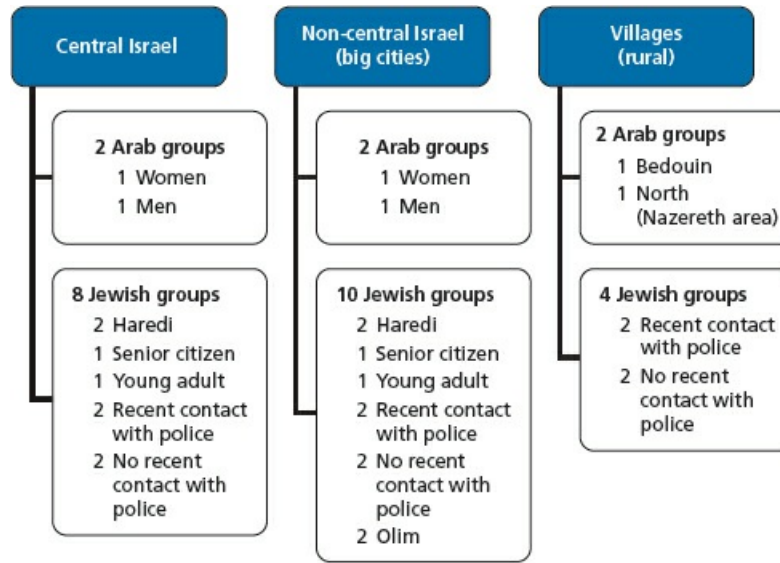 Central Israel
2 Arab groups
1 Women
1 Men
8 Jewish groups
2 Haredi
1 Senior citizen
1 Young adult
2 Recent contact
with police
2 No recent
contact with
police
Non-central Israel
(big cities)
2 Arab groups
1 Women
1 Men
10 Jewish groups
2 Haredi
1 Senior citizen
1 Young adult
2 Recent contact
with police
2 No recent
contact with
police
2 Olim
Villages
(rural)
2 Arab groups
1 Bedouin
1 North
(Nazereth area)
4 Jewish groups
2 Recent contact
with police
2 No recent
contact with
police